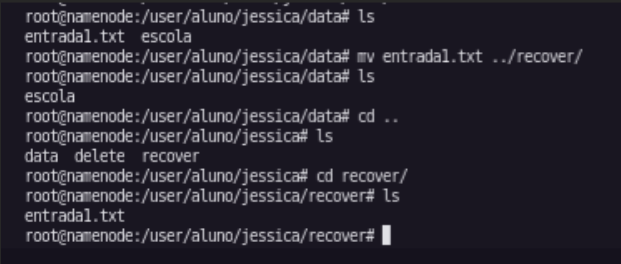 root@namenode:/user/aluno/jessica/data# ls
entrada1.txt  escola
root@namenode:/user/aluno/jessica/data# mv entrada1.txt ../recover/
root@namenode:/user/aluno/jessica/data# ls
escola
root@namenode:/user/aluno/jessica/data# cd ..
root@namenode:/user/aluno/jessica# ls
data  delete  recover
root@namenode:/user/aluno/jessica# cd recover/
root@namenode:/user/aluno/jessica/recover# ls
entrada1.txt
root@namenode:/user/aluno/jessica/recover#